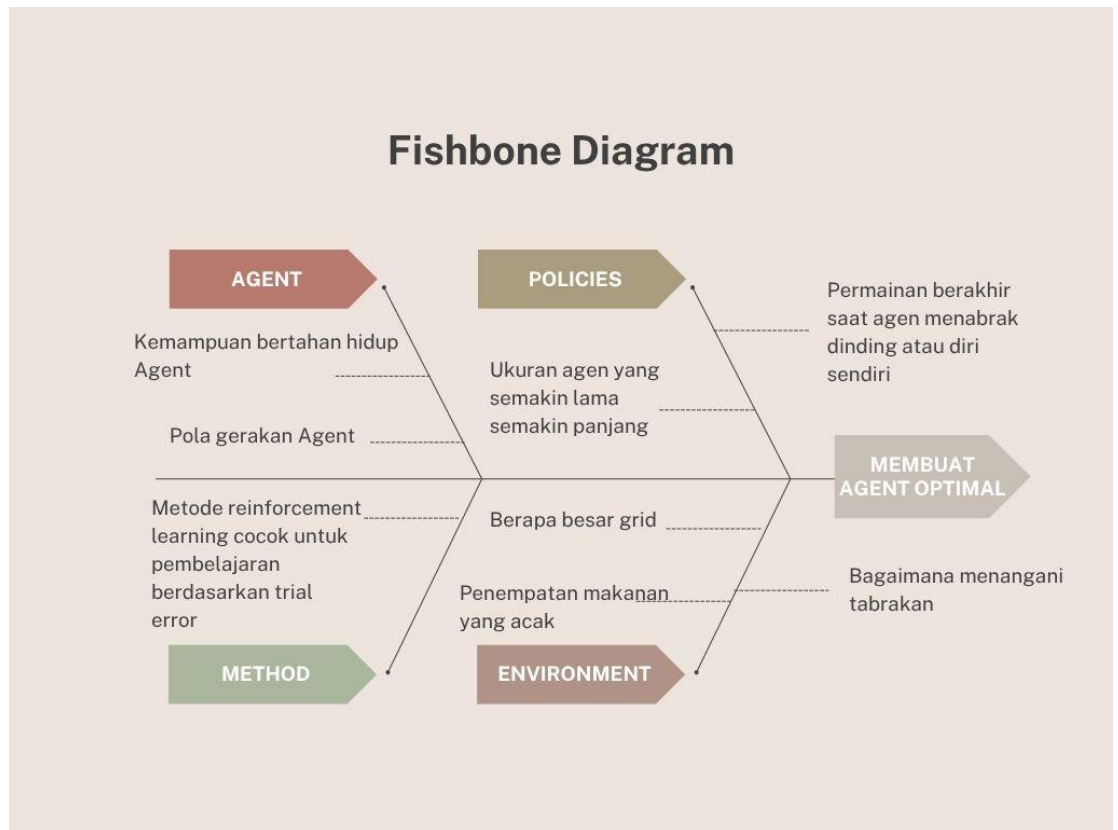 Fishbone Diagram
AGENT
POLICIES
Kemampuan bertahan hidup
Agent
Pola gerakan Agent
Ukuran agen yang
semakin lama
semakin panjang
Permainan berakhir
saat agen menabrak
dinding atau diri
sendiri
MEMBUAT
AGENT OPTIMAL
Metode reinforcement
learning cocok untuk
pembelajaran
berdasarkan trial
error
Berapa besar grid
Penempatan makanan
yang acak
Bagaimana menangani
tabrakan
METHOD
ENVIRONMENT